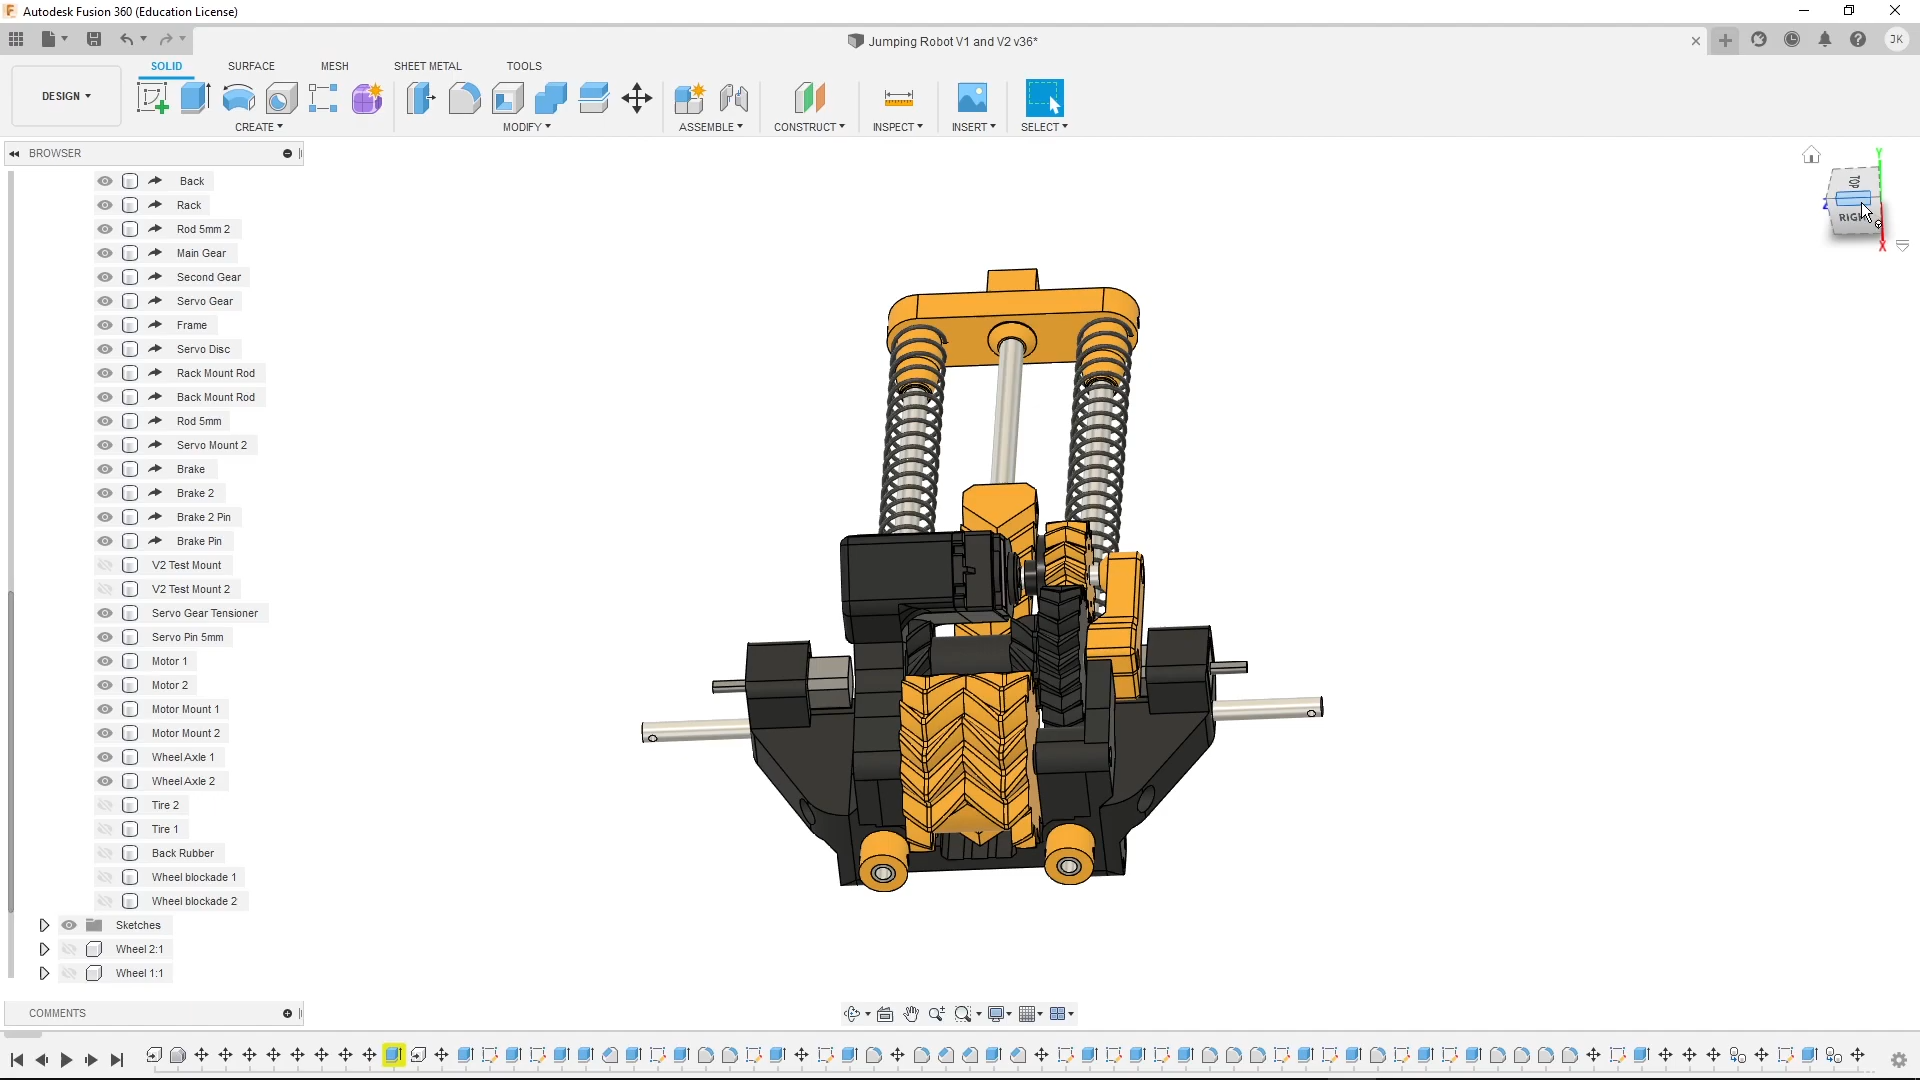 Autodesk Fusion 360 (Education License)
Jumping Robot V1 and V2 v36*
JK
DESIGN
SOLID
SURFACE
MESH
SHEET METAL
TOOLS
CREATE
MODIFY
ASSEMBLE
CONSTRUCT
INSPECT
INSERT
SELECT
BROWSER
Back
Rack
Rod 5mm 2
Main Gear
Second Gear
Servo Gear
Frame
Servo Disc
Rack Mount Rod
Back Mount Rod
Rod 5mm
Servo Mount 2
Brake
Brake 2
Brake 2 Pin
Brake Pin
V2 Test Mount
V2 Test Mount 2
Servo Gear Tensioner
Servo Pin 5mm
Motor 1
Motor 2
Motor Mount 1
Motor Mount 2
Wheel Axle 1
Wheel Axle 2
Tire 2
Tire 1
Back Rubber
Wheel blockade 1
Wheel blockade 2
Sketches
Wheel 2:1
Wheel 1:1
COMMENTS
Y
TOP
Z
X